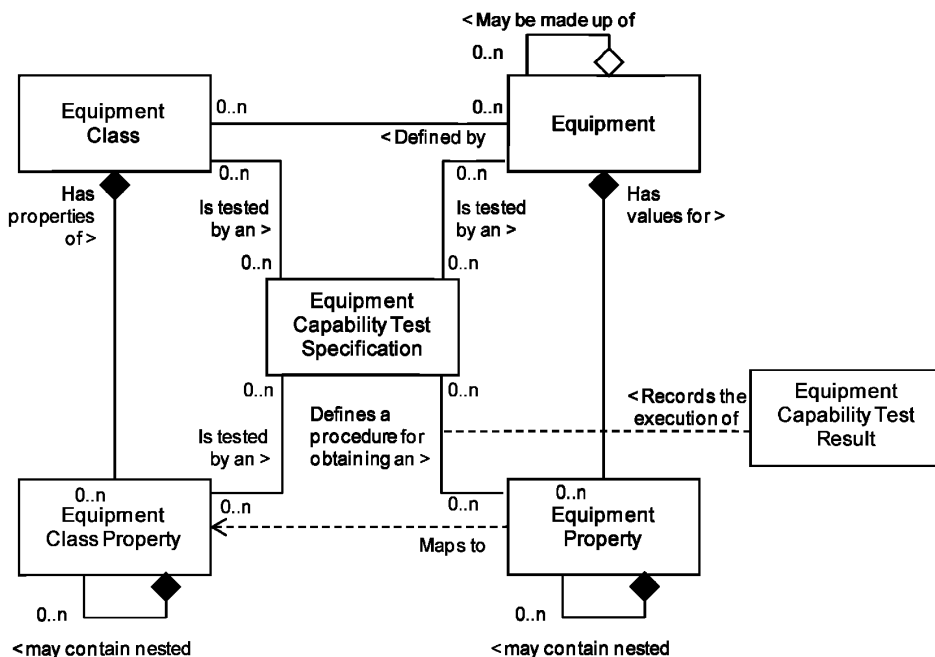 < May be made up of
0..n
Equipment
Class
0..n
0..n
Equipment
< Defined by
0..n
0..n
Has
properties
of >
Is tested
by an >
Is tested
by an >
Has
values for >
0..n
0..n
Equipment
Capability Test
Specification
0..n
0..n
Is tested
by an >
Defines a
procedure for
obtaining an >
< Records the
execution of
Equipment
Capability Test
Result
0..n
0..n
0..n
0..n
Equipment
Class Property
Maps to
Equipment
Property
0..n
0..n
< may contain nested
< may contain nested